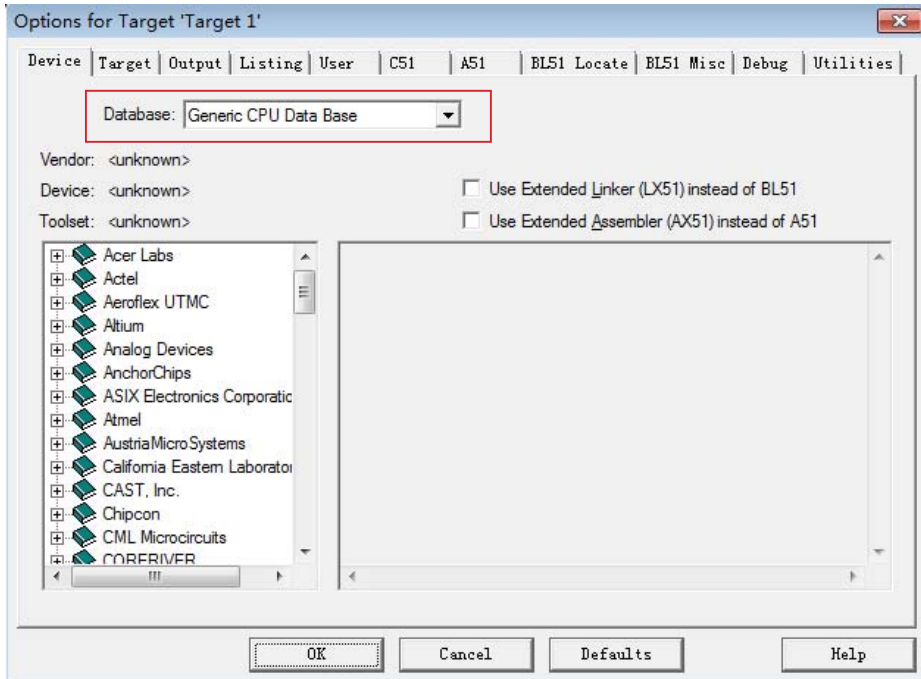 Options for Target 'Target 1'
Device Target Output Listing User C51 A51 BL51 Locate BL51 Misc Debug Utilities
Database: Generic CPU Data Base
Vendor: <unknown>
Device: <unknown>
Use Extended Linker (LX51) instead of BL51
Toolset: <unknown>
Use Extended Assembler (AX51) instead of A51
Acer Labs
Actel
Aeroflex UTMC
Altium
Analog Devices
AnchorChips
ASIX Electronics Corporatic
Atmel
AustriaMicroSystems
California Eastern Laborator
CAST, Inc.
Chipcon
CML Microcircuits
CORERIVER
OK Cancel Defaults Help